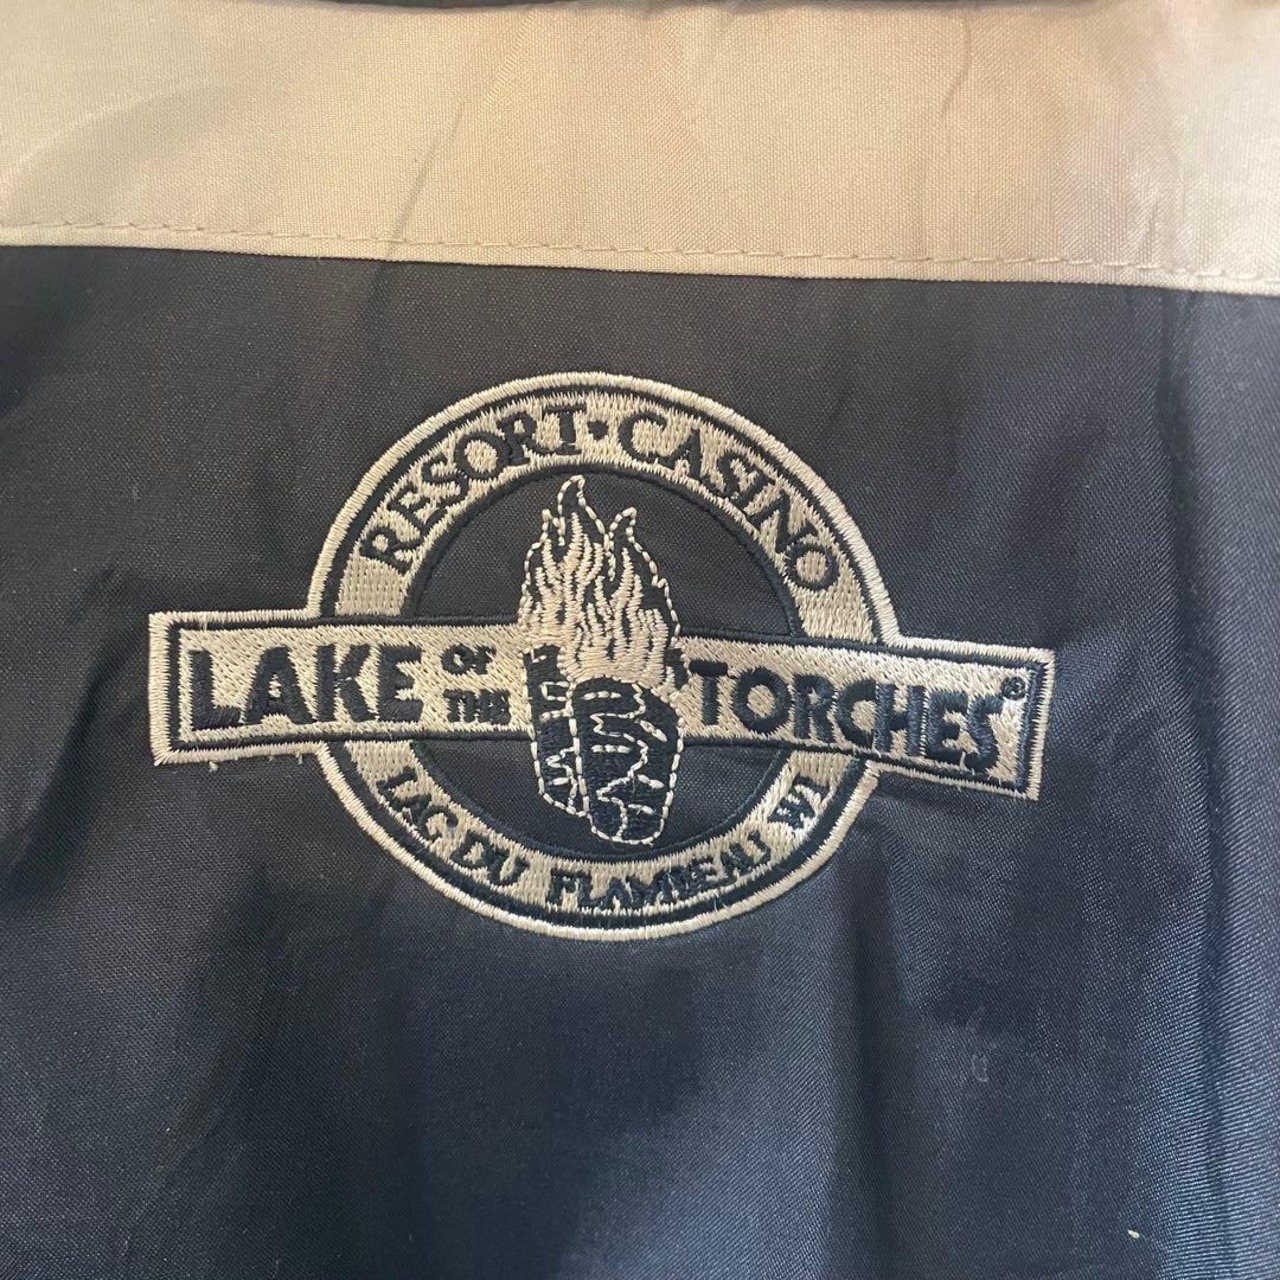 RESORT · CASINO
LAKE OF THE TORCHES®
LAC DU FLAMBEAU WI